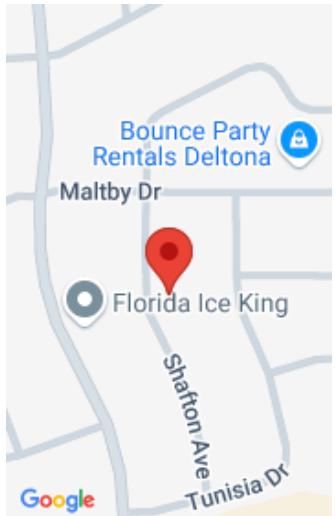 Bounce Party
Rentals Deltona
Maltby Dr
Florida Ice King
Shafton Ave
Tunisia Dr
Google